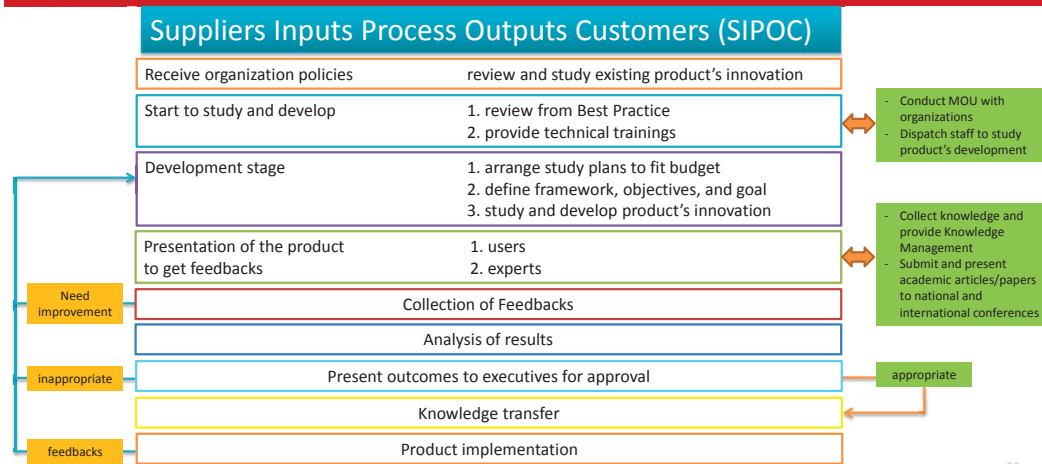 Suppliers Inputs Process Outputs Customers (SIPOC)
Receive organization policies review and study existing product's innovation
Start to study and develop 1. review from Best Practice
2. provide technical trainings
- Conduct MOU with
organizations
- Dispatch staff to study
product's development
Development stage 1. arrange study plans to fit budget
2. define framework, objectives, and goal
3. study and develop product's innovation
Presentation of the product 1. users
to get feedbacks 2. experts
- Collect knowledge and
provide Knowledge
Management
- Submit and present
academic articles/papers
to national and
international conferences
Need
improvement
Collection of Feedbacks
Analysis of results
inappropriate
Present outcomes to executives for approval
appropriate
Knowledge transfer
feedbacks
Product implementation